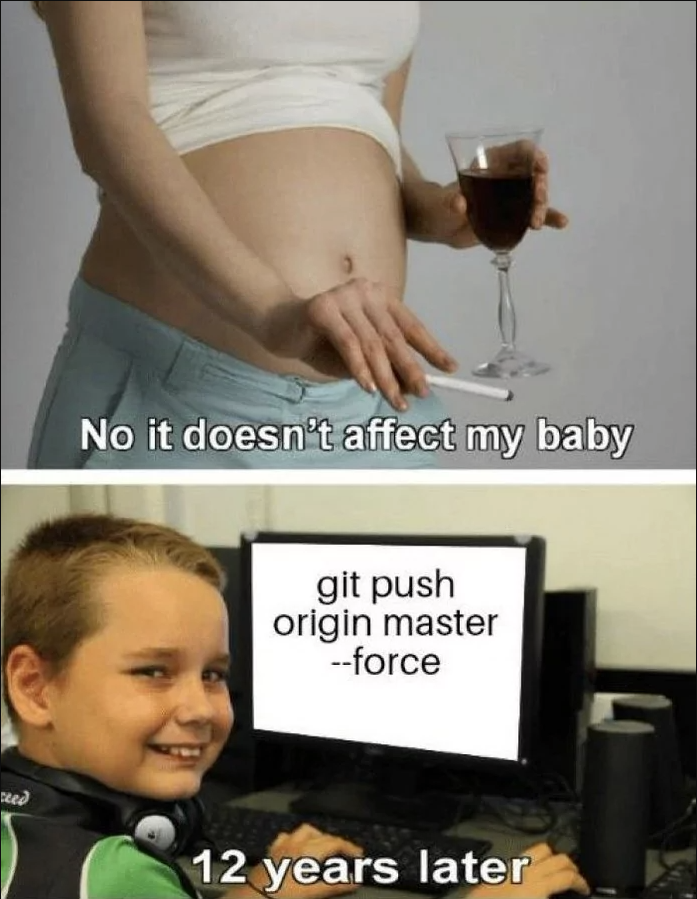 No it doesn't affect my baby
git push
origin master
--force
12 years later